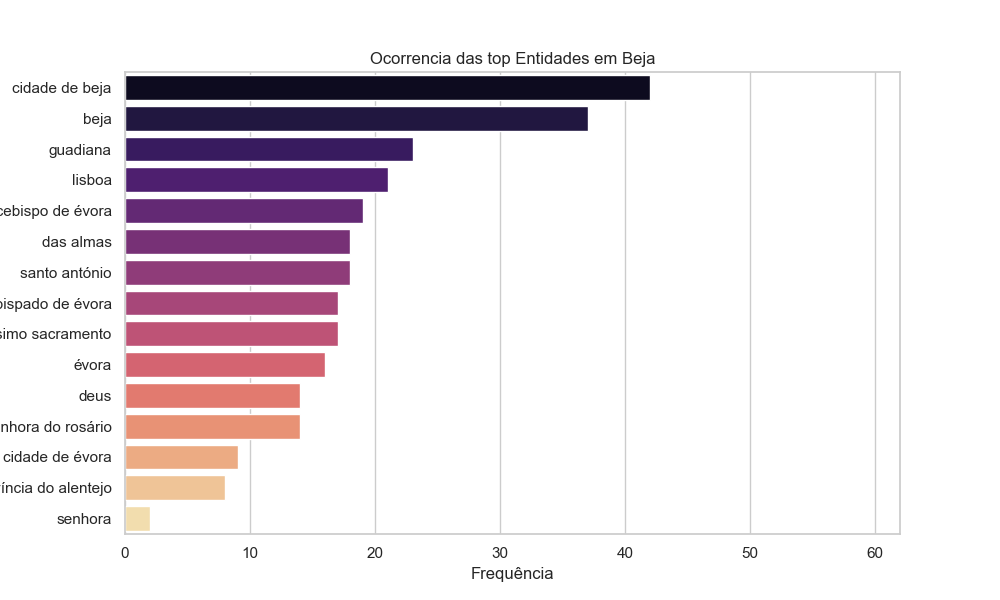 Ocorrencia das top Entidades em Beja
cidade de beja
beja
guadiana
lisboa
cebispo de évora
das almas
santo antónio
bispado de évora
simo sacramento
évora
deus
nhora do rosário
cidade de évora
íncia do alentejo
senhora
0 10 20 30 40 50 60
Frequência